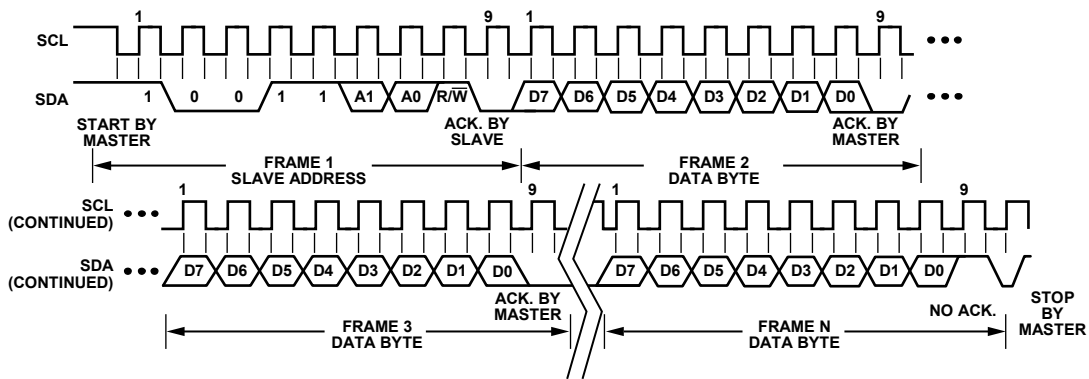 1 9 1 9
SCL
SDA 1 0 0 1 1 A1 A0 R/W̅ D7 D6 D5 D4 D3 D2 D1 D0
START BY MASTER
ACK. BY SLAVE
ACK. BY MASTER
FRAME 1
SLAVE ADDRESS
FRAME 2
DATA BYTE
1 9 1 9
SCL
(CONTINUED)
SDA
(CONTINUED)
D7 D6 D5 D4 D3 D2 D1 D0 D7 D6 D5 D4 D3 D2 D1 D0
ACK. BY
MASTER
NO ACK.
STOP
BY
MASTER
FRAME 3
DATA BYTE
FRAME N
DATA BYTE